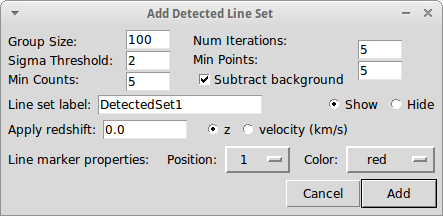 Add Detected Line Set
Group Size: 100 Num Iterations: 5
Sigma Threshold: 2 Min Points: 5
Min Counts: 5 Subtract background
Line set label: DetectedSet1 Show Hide
Apply redshift: 0.0 z velocity (km/s)
Line marker properties: Position: 1 Color: red
Cancel Add